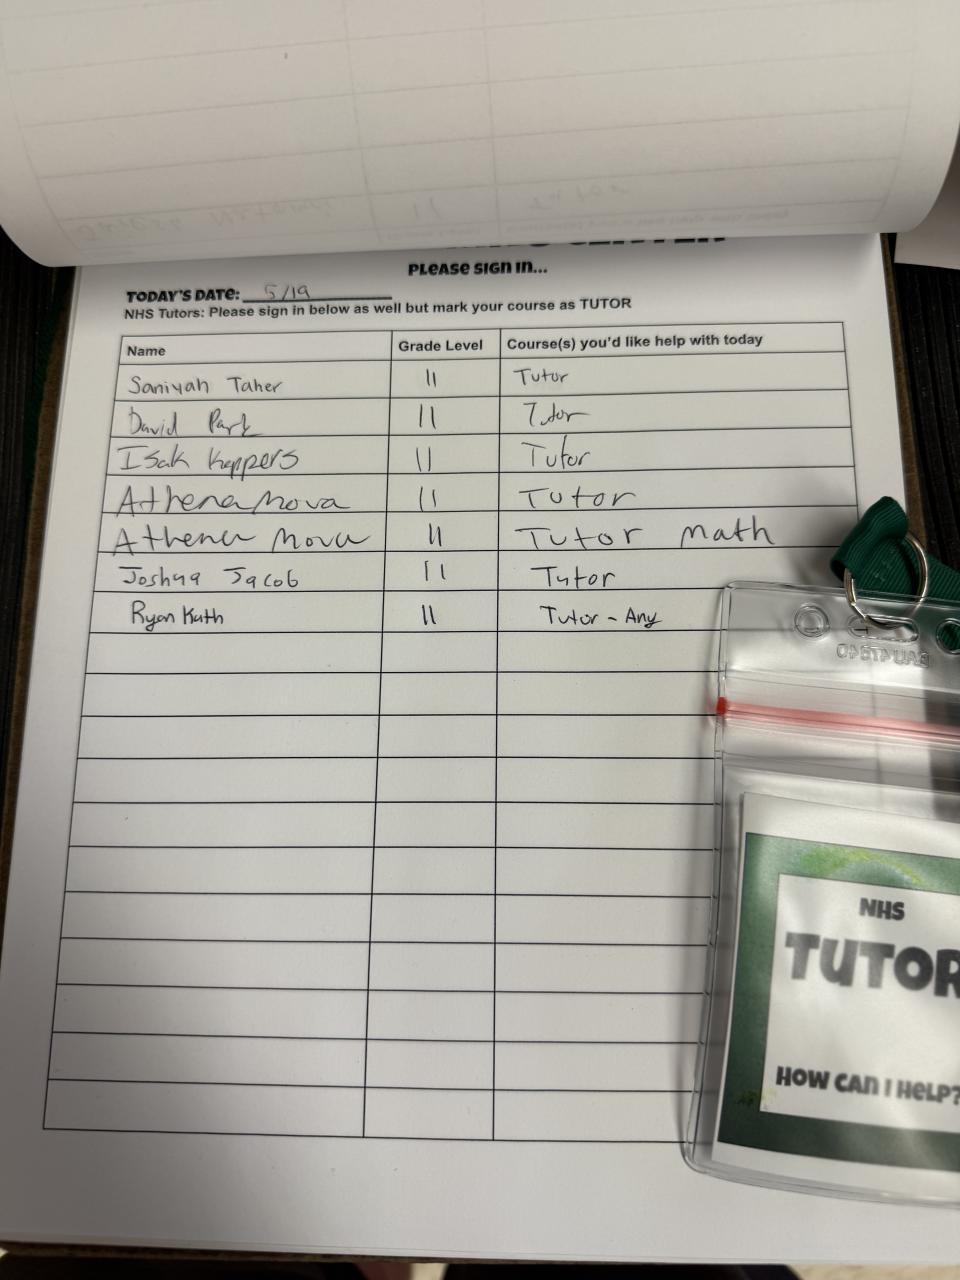 PLEASE SIGN IN...
TODAY'S DATE: 5/19
NHS Tutors: Please sign in below as well but mark your course as TUTOR
Name Grade Level Course(s) you'd like help with today
Saniyah Taher 11 Tutor
David Park 11 Tutor
Isak Keppers 11 Tutor
Athena Nova 11 Tutor
Athena Nova 11 Tutor Math
Joshua Jacob 11 Tutor
Ryan Kuth 11 Tutor - Any
NHS
TUTOR
HOW CAN I HELP?